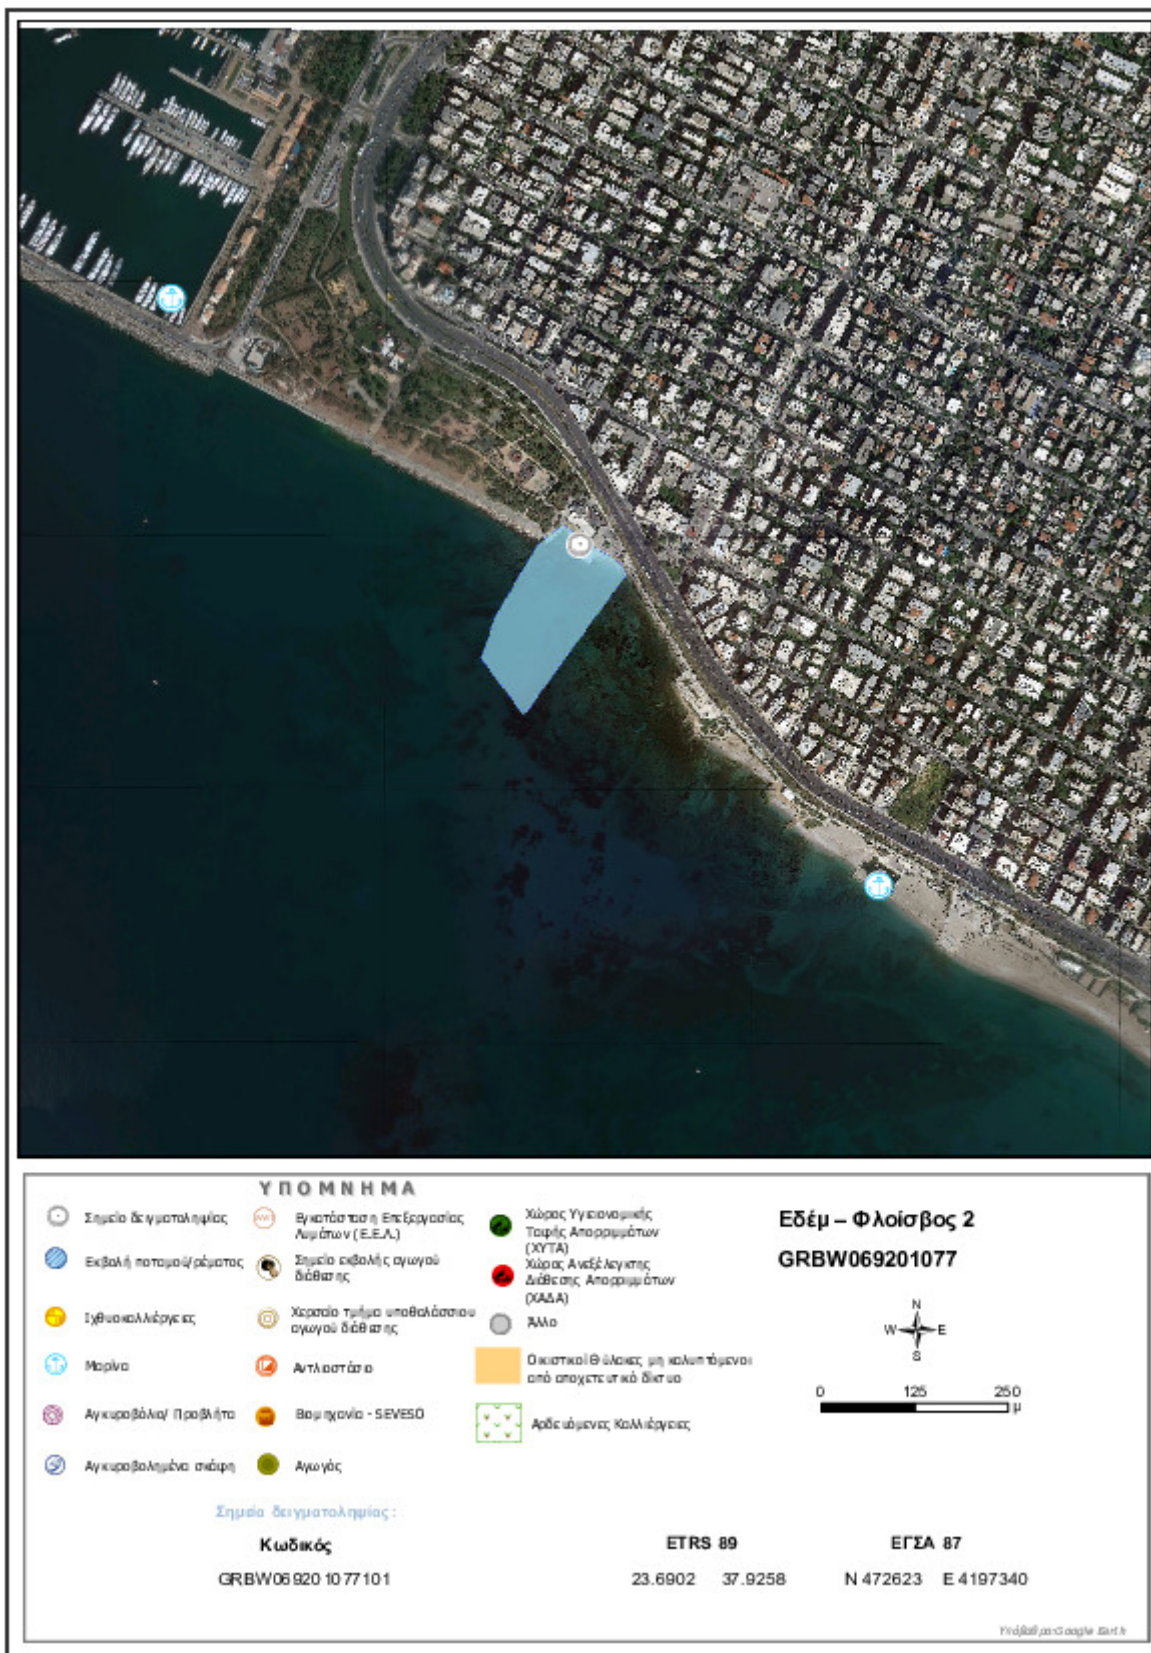 ΥΠΟΜΝΗΜΑ
Σημείο δειγματοληψίας
Εκβολή ποταμού/ρέματος
Ιχθυοκαλλιέργειες
Μαρίνα
Αγκυροβόλιο/ Προβλήτα
Αγκυροβολημένα σκάφη
Εγκατάσταση Επεξεργασίας
Λυμάτων (Ε.Ε.Λ.)
Σημείο εκβολής αγωγού
διάθεσης
Χερσαίο τμήμα υποθαλάσσιου
αγωγού διάθεσης
Αντλιοστάσιο
Βιομηχανία - SEVESO
Αγωγός
Χώρος Υγειονομικής
Ταφής Απορριμμάτων
(ΧΥΤΑ)
Χώρος Ανεξέλεγκτης
Διάθεσης Απορριμμάτων
(ΧΑΔΑ)
Άλλο
Οικιστικοί Θύλακες μη καλυπτόμενοι
από αποχετευτικό δίκτυο
Αρδευόμενες Καλλιέργειες
Εδέμ – Φλοίσβος 2
GRBW069201077
N
W E
S
0 125 250
μ
Σημεία δειγματοληψίας :
Κωδικός
GRBW069201077101
ETRS 89
23.6902 37.9258
ΕΓΣΑ 87
N 472623 E 4197340
Υπόβαθρο:Google Earth